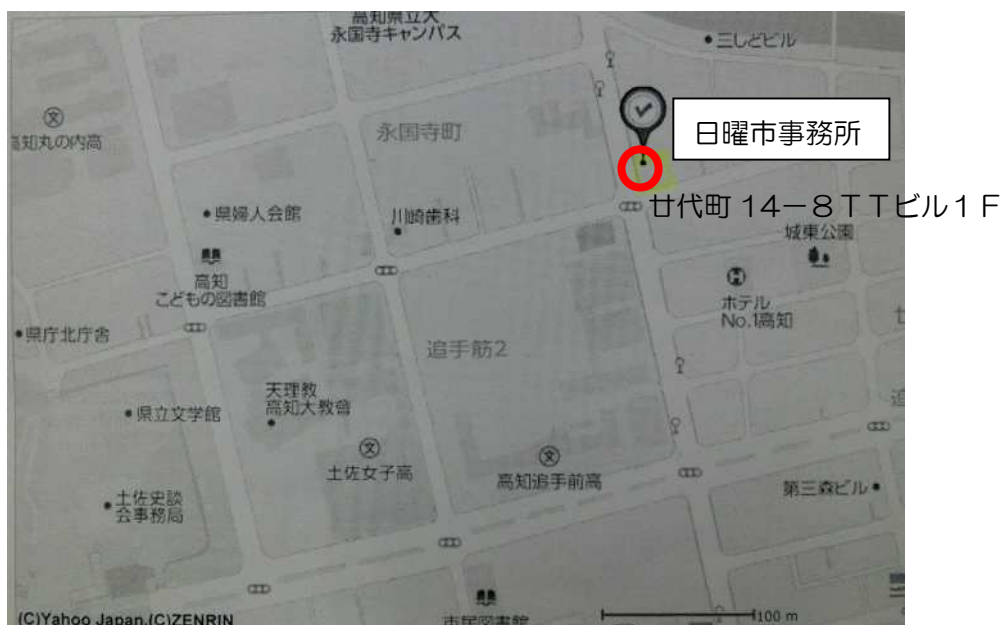 高知県立大
永国寺キャンパス
三しどビル
高知丸の内高
永国寺町
日曜市事務所
廿代町 14-8TTビル1F
県婦人会館
川崎歯科
城東公園
高知
こどもの図書館
ホテル
No.1高知
県庁北庁舎
追手筋2
天理教
高知大教會
県立文学館
土佐女子高
高知追手前高
第三森ビル
土佐史談
会事務局
(C)Yahoo Japan,(C)ZENRIN
市民図書館
100 m